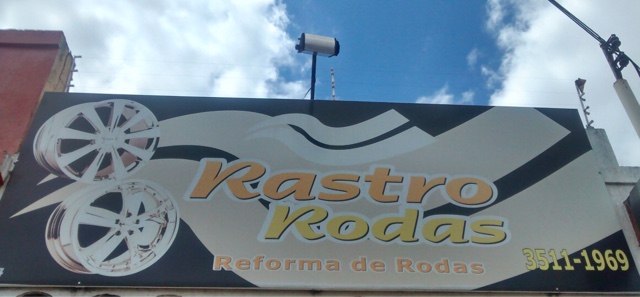 Rastro
Rodas
Reforma de Rodas
3511-1969